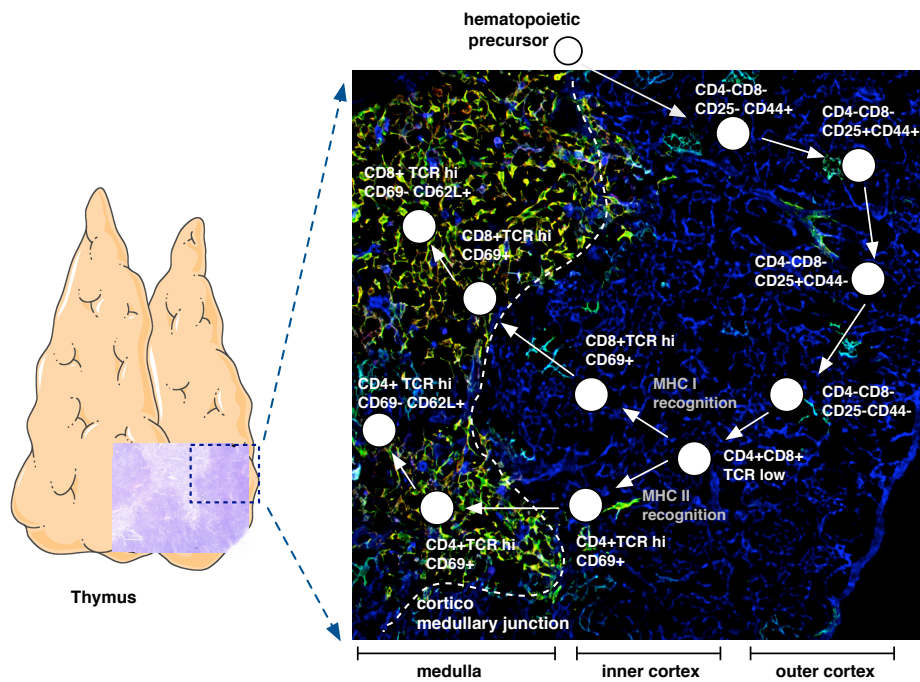 hematopoietic
precursor
CD4-CD8-
CD25- CD44+
CD4-CD8-
CD25+CD44+
CD8+ TCR hi
CD69- CD62L+
CD8+TCR hi
CD69+
CD4-CD8-
CD25+CD44-
CD8+TCR hi
CD69+
MHC I
recognition
CD4+ TCR hi
CD69- CD62L+
CD4-CD8-
CD25-CD44-
CD4+CD8+
TCR low
MHC II
recognition
CD4+TCR hi
CD69+
CD4+TCR hi
CD69+
Thymus
cortico
medullary junction
medulla
inner cortex
outer cortex